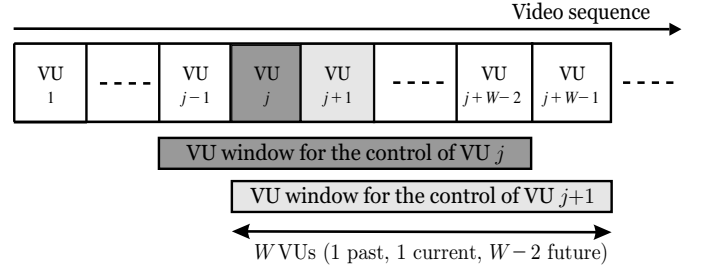 Video sequence
VU VU VU VU VU VU
1 ---- j−1 j j+1 ---- j+W−2 j+W−1 ----
VU window for the control of VU j
VU window for the control of VU j+1
W VUs (1 past, 1 current, W−2 future)